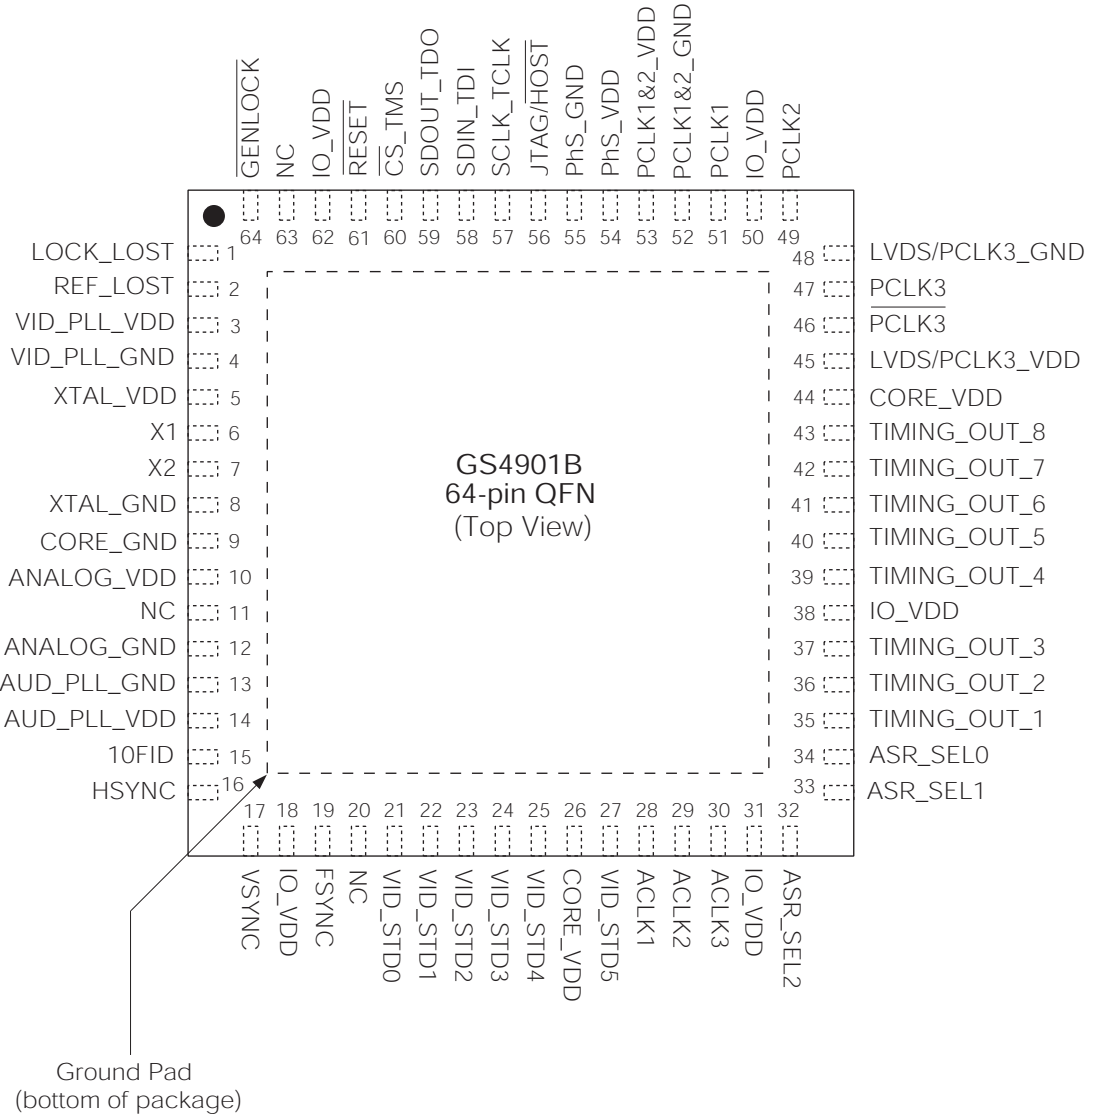 GENLOCK
NC
IO_VDD
RESET
CS_TMS
SDOUT_TDO
SDIN_TDI
SCLK_TCLK
JTAG/HOST
PhS_GND
PhS_VDD
PCLK1&2_VDD
PCLK1&2_GND
PCLK1
IO_VDD
PCLK2
64 63 62 61 60 59 58 57 56 55 54 53 52 51 50 49
LOCK_LOST 1
REF_LOST 2
VID_PLL_VDD 3
VID_PLL_GND 4
XTAL_VDD 5
X1 6
X2 7
XTAL_GND 8
CORE_GND 9
ANALOG_VDD 10
NC 11
ANALOG_GND 12
AUD_PLL_GND 13
AUD_PLL_VDD 14
10FID 15
HSYNC 16
GS4901B
64-pin QFN
(Top View)
48 LVDS/PCLK3_GND
47 PCLK3
46 PCLK3
45 LVDS/PCLK3_VDD
44 CORE_VDD
43 TIMING_OUT_8
42 TIMING_OUT_7
41 TIMING_OUT_6
40 TIMING_OUT_5
39 TIMING_OUT_4
38 IO_VDD
37 TIMING_OUT_3
36 TIMING_OUT_2
35 TIMING_OUT_1
34 ASR_SEL0
33 ASR_SEL1
17 18 19 20 21 22 23 24 25 26 27 28 29 30 31 32
VSYNC
IO_VDD
FSYNC
NC
VID_STD0
VID_STD1
VID_STD2
VID_STD3
VID_STD4
CORE_VDD
VID_STD5
ACLK1
ACLK2
ACLK3
IO_VDD
ASR_SEL2
Ground Pad
(bottom of package)